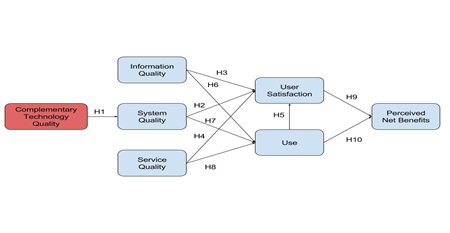 Information
Quality
H3
H6
User
Satisfaction
H9
Complementary
Technology
Quality
H1
System
Quality
H2
H7
H5
Perceived
Net Benefits
H4
Use
H10
Service
Quality
H8